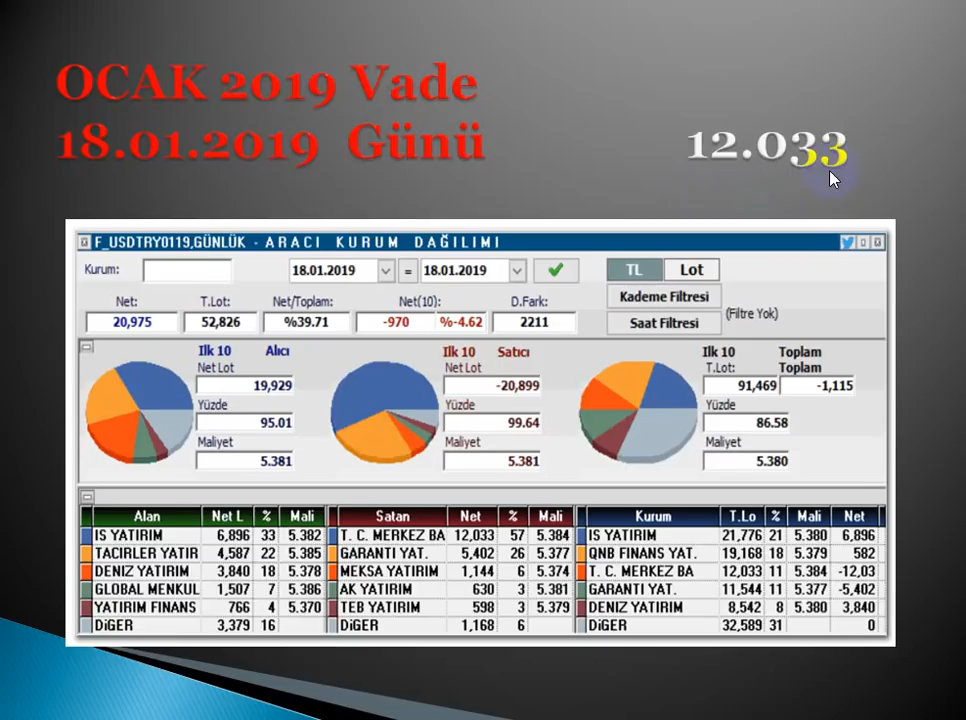 OCAK 2019 Vade
18.01.2019 Günü 12.033
F_USDTRY0119,GÜNLÜK - ARACI KURUM DAĞILIMI
Kurum: 18.01.2019 = 18.01.2019 TL Lot
Kademe Filtresi
Net: T.Lot: Net/Toplam: Net(10): D.Fark:
20,975 52,826 %39.71 -970 %-4.62 2211
Saat Filtresi (Filtre Yok)
Ilk 10 Alıcı Ilk 10 Satıcı Ilk 10 Toplam
Net Lot Net Lot T.Lot: Toplam
19,929 -20,899 91,469 -1,115
Yüzde Yüzde Yüzde
95.01 99.64 86.58
Maliyet Maliyet Maliyet
5.381 5.381 5.380
Alan Net L % Mali Satan Net % Mali Kurum T.Lo % Mali Net
IS YATIRIM 6,896 33 5.382 T. C. MERKEZ BA 12,033 57 5.384 IS YATIRIM 21,776 21 5.380 6,896
TACIRLER YATIR 4,587 22 5.385 GARANTI YAT. 5,402 26 5.377 QNB FINANS YAT. 19,168 18 5.379 582
DENIZ YATIRIM 3,840 18 5.378 MEKSA YATIRIM 1,144 6 5.374 T. C. MERKEZ BA 12,033 11 5.384 -12,03
GLOBAL MENKUL 1,507 7 5.386 AK YATIRIM 630 3 5.381 GARANTI YAT. 11,544 11 5.377 -5,402
YATIRIM FINANS 766 4 5.370 TEB YATIRIM 598 3 5.379 DENIZ YATIRIM 8,542 8 5.380 3,840
DiGER 3,379 16 DiGER 1,168 6 DiGER 32,589 31 0